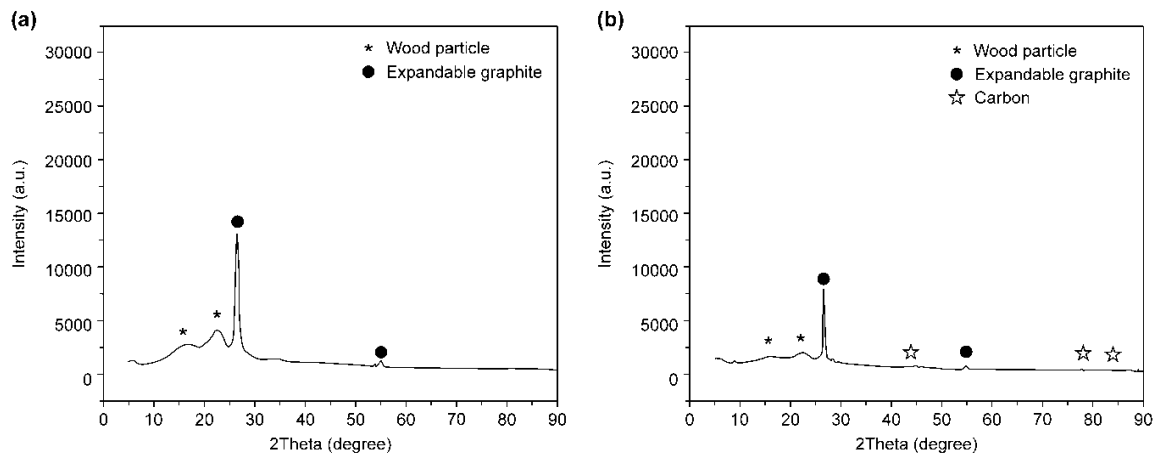 (a)
* Wood particle
● Expandable graphite
Intensity (a.u.)
30000
25000
20000
15000
10000
5000
0
*
*
●
●
0 10 20 30 40 50 60 70 80 90
2Theta (degree)
(b)
* Wood particle
● Expandable graphite
☆ Carbon
Intensity (a.u.)
30000
25000
20000
15000
10000
5000
0
*
*
●
☆
●
☆
☆
0 10 20 30 40 50 60 70 80 90
2Theta (degree)